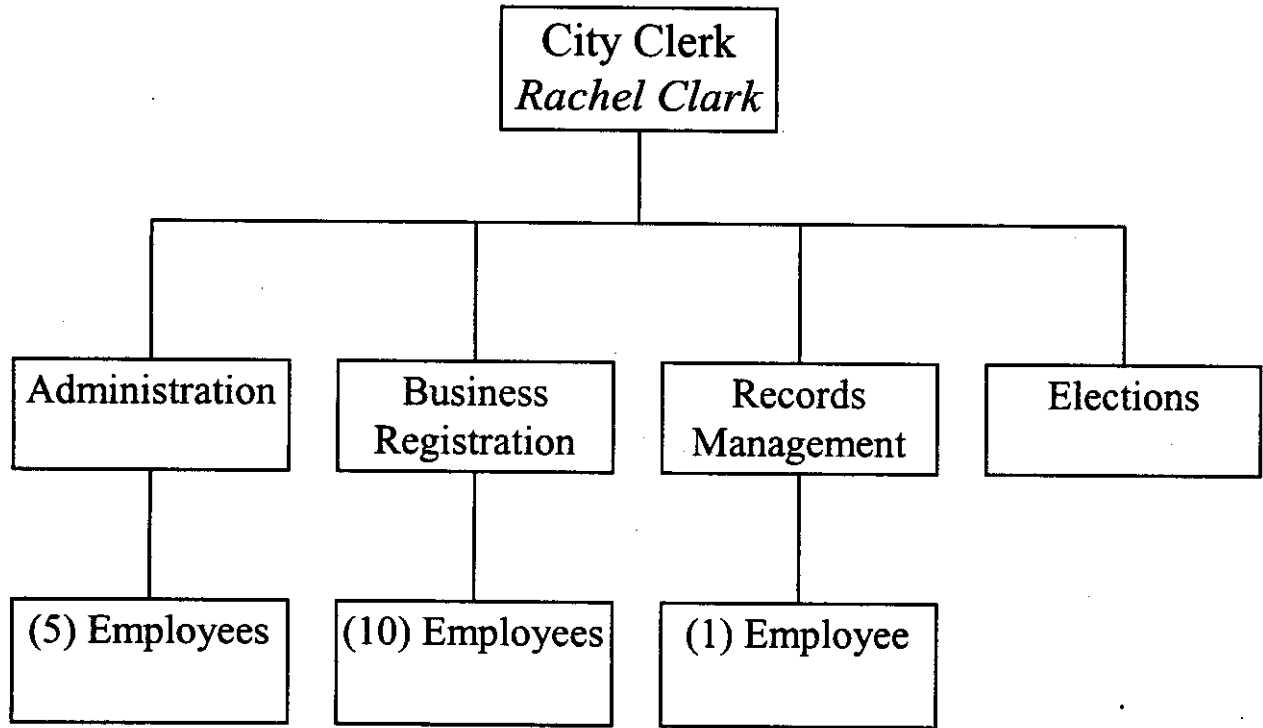 City Clerk
Rachel Clark
Administration
Business
Registration
Records
Management
Elections
(5) Employees
(10) Employees
(1) Employee